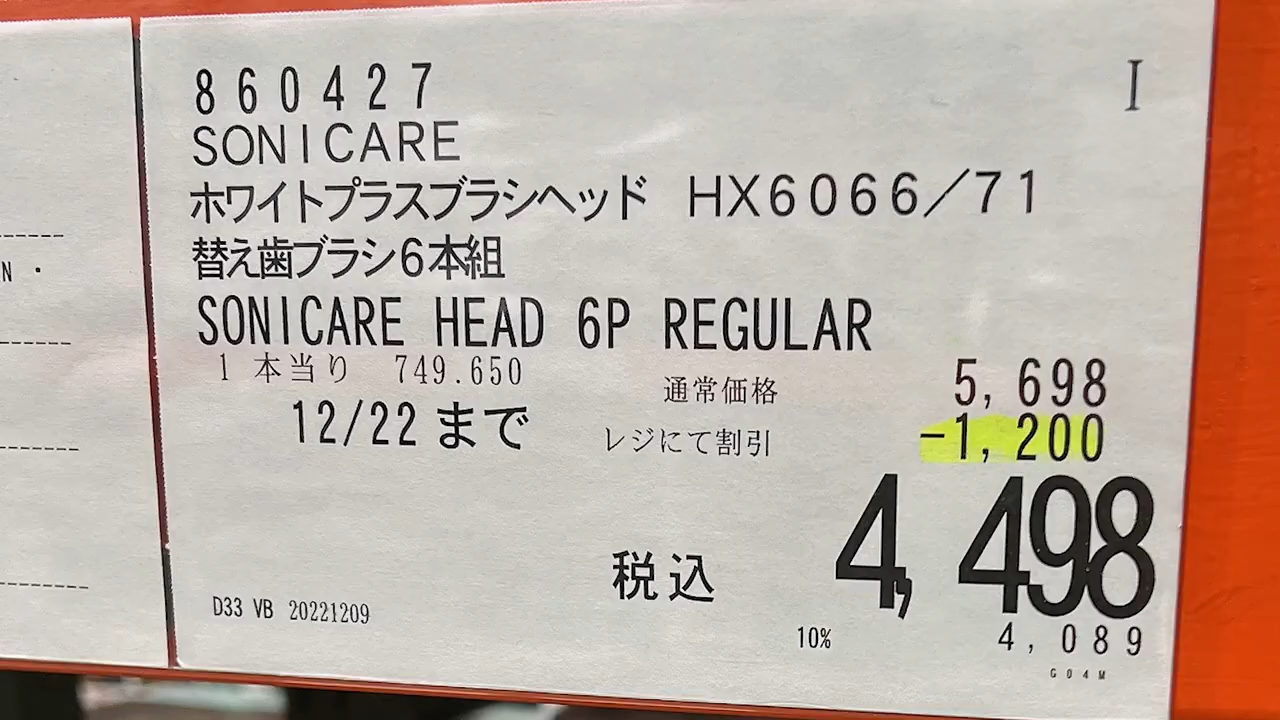 N ・
860427
I
SONICARE
ホワイトプラスブラシヘッド HX6066/71
替え歯ブラシ6本組
SONICARE HEAD 6P REGULAR
1 本当り 749.650
通常価格 5,698
12/22 まで
レジにて割引 -1,200
4,498
税込
D33 VB 20221209
10% 4,089
G04M